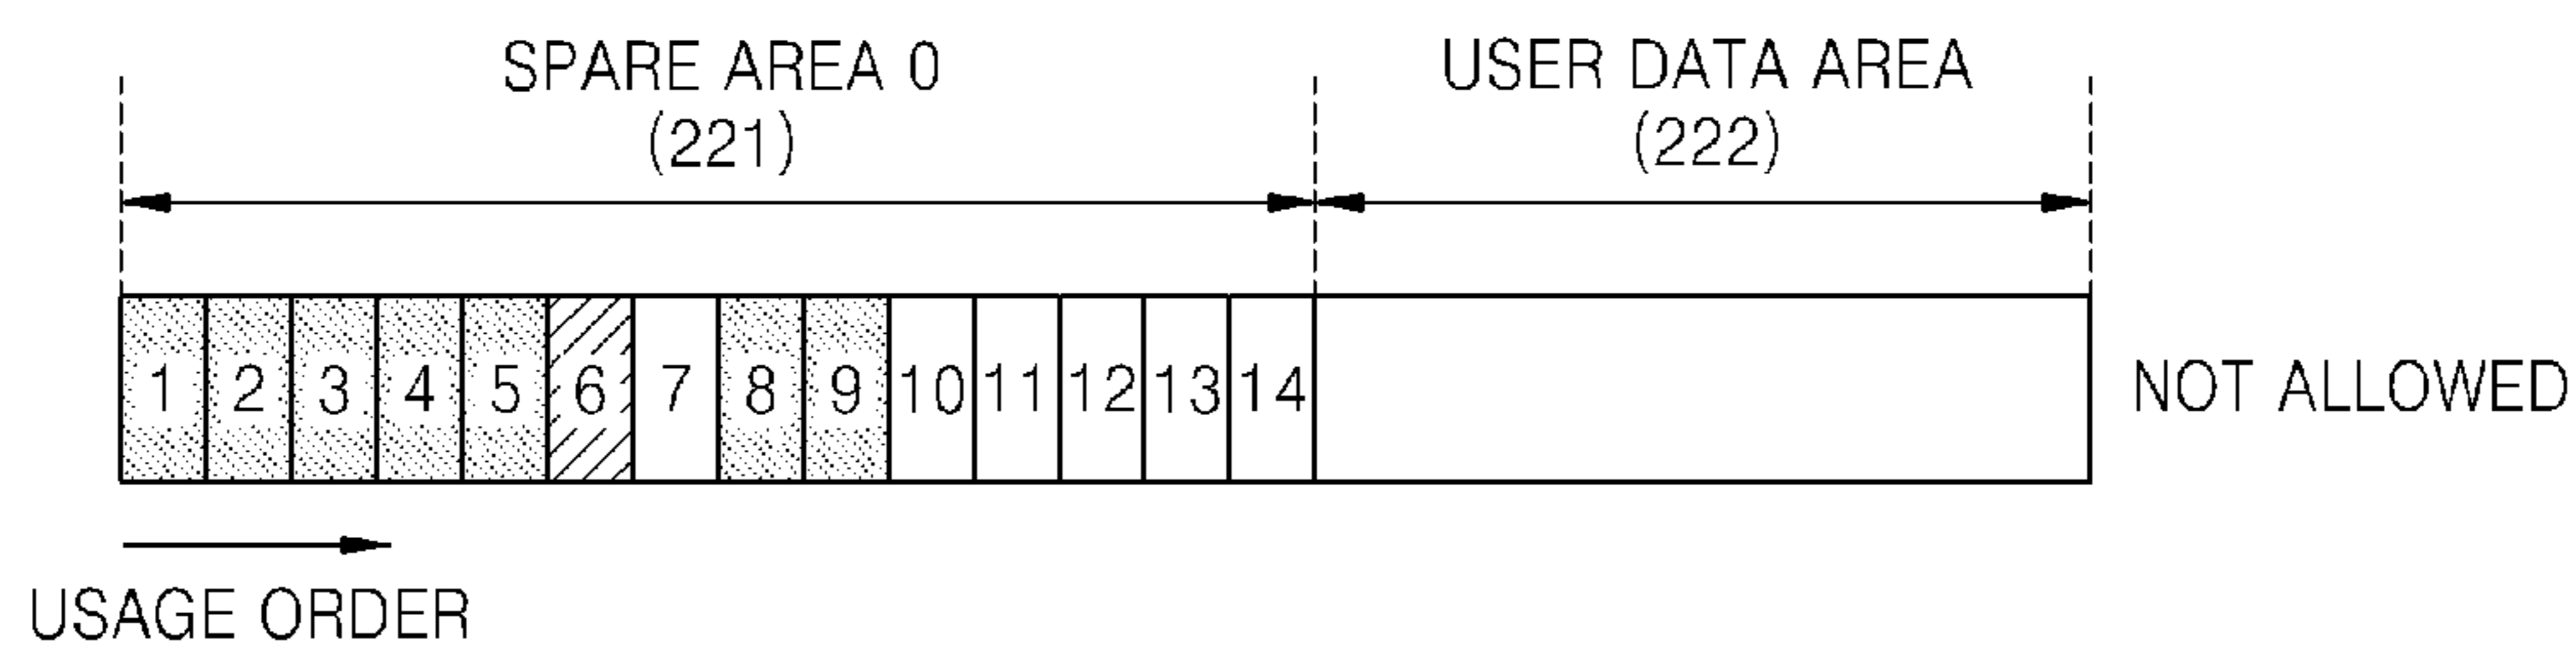 SPARE AREA 0
(221)
USER DATA AREA
(222)
1 2 3 4 5 6 7 8 9 10 11 12 13 14
NOT ALLOWED
USAGE ORDER